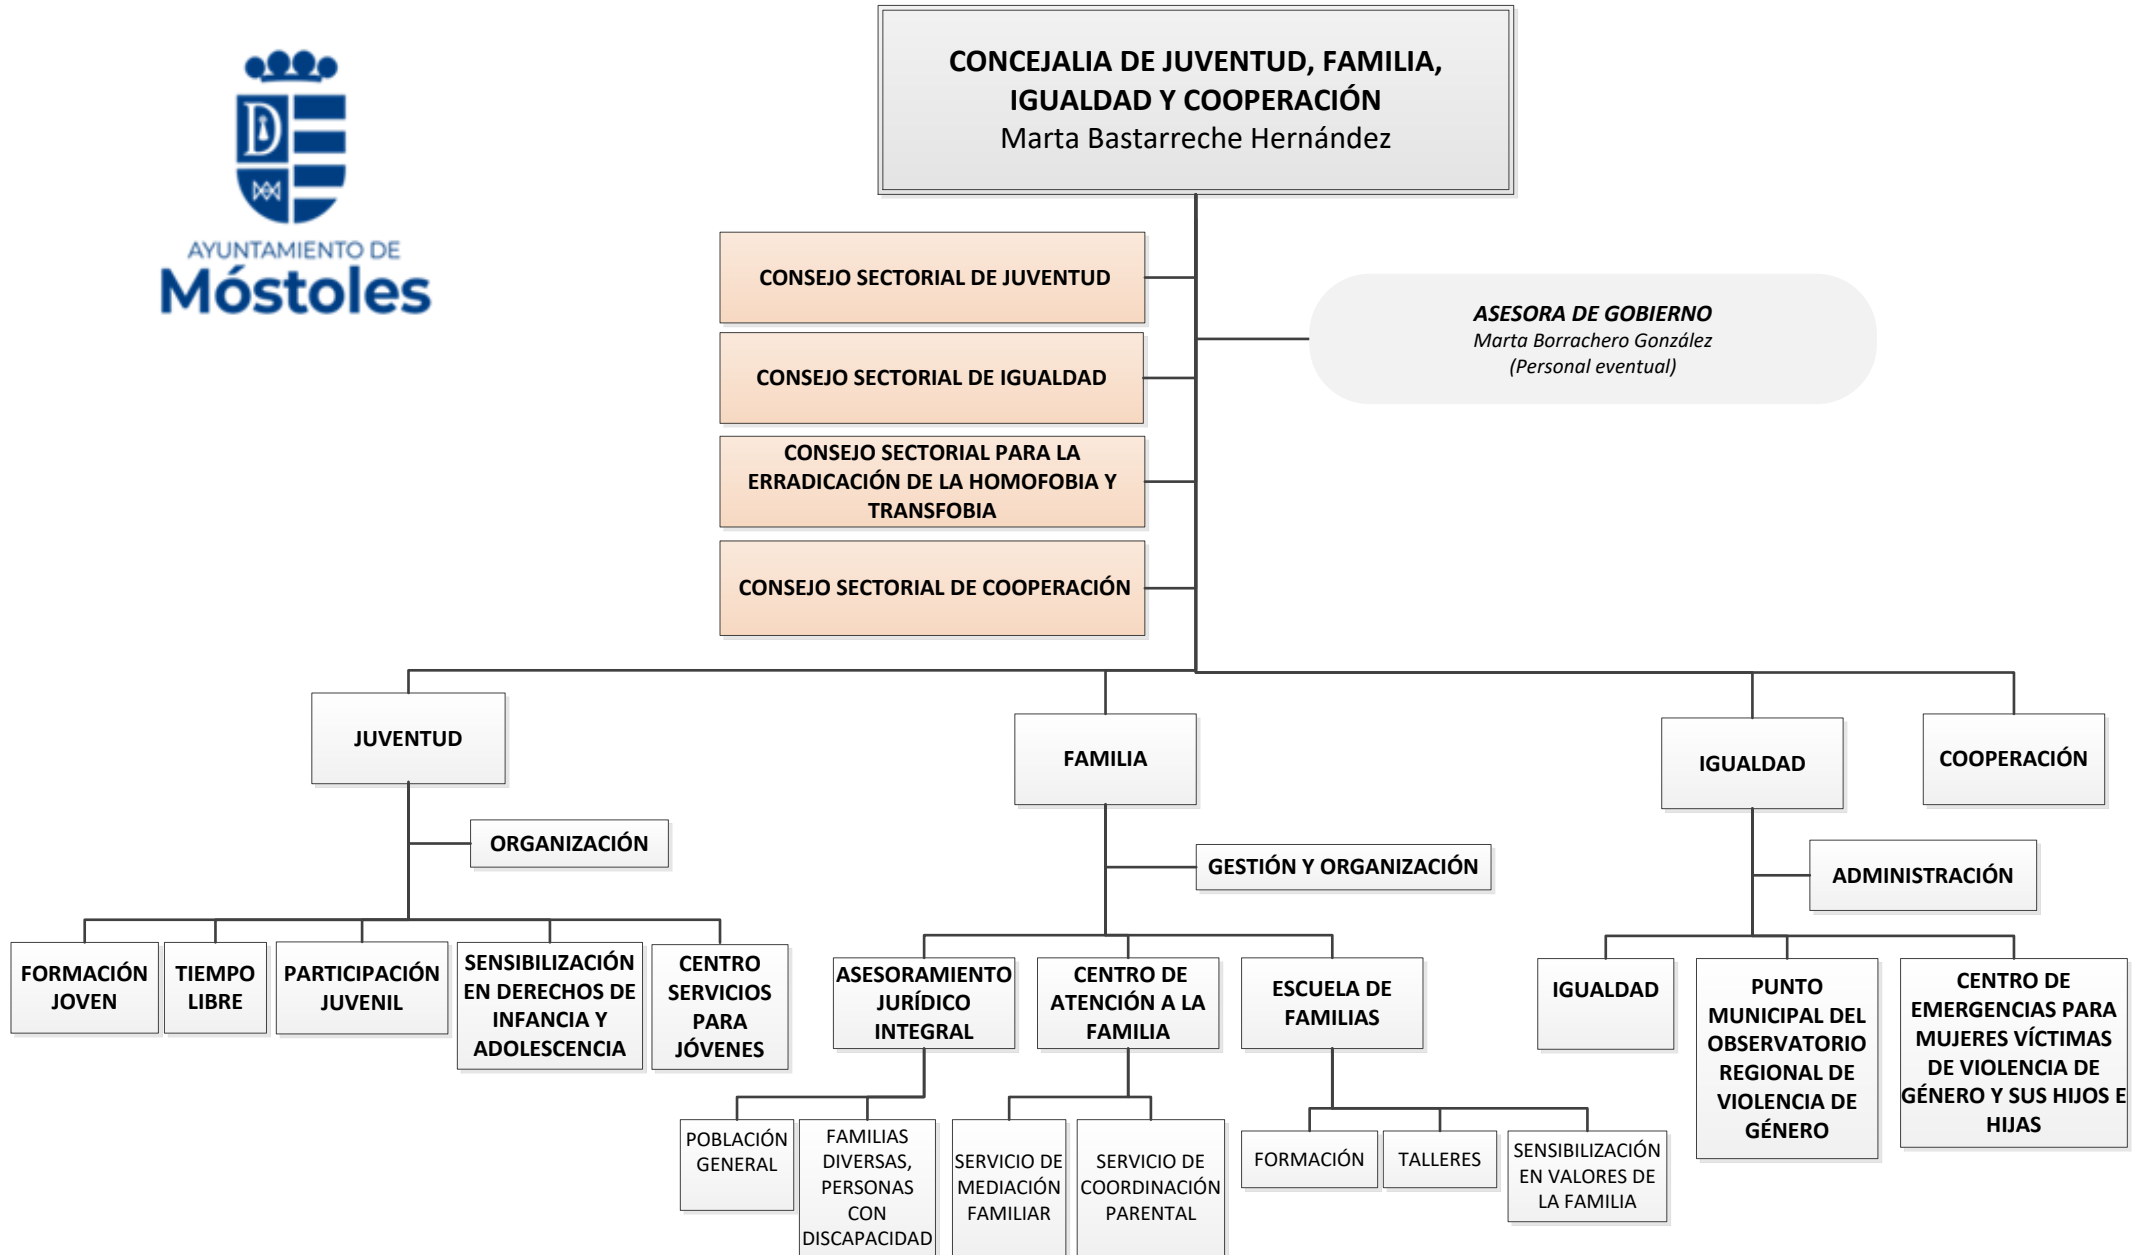 CONCEJALIA DE JUVENTUD, FAMILIA,
IGUALDAD Y COOPERACIÓN
Marta Bastarreche Hernández
AYUNTAMIENTO DE
Móstoles
CONSEJO SECTORIAL DE JUVENTUD
ASESORA DE GOBIERNO
Marta Borrachero González
(Personal eventual)
CONSEJO SECTORIAL DE IGUALDAD
CONSEJO SECTORIAL PARA LA
ERRADICACIÓN DE LA HOMOFOBIA Y
TRANSFOBIA
CONSEJO SECTORIAL DE COOPERACIÓN
JUVENTUD
FAMILIA
IGUALDAD
COOPERACIÓN
ORGANIZACIÓN
GESTIÓN Y ORGANIZACIÓN
ADMINISTRACIÓN
FORMACIÓN
JOVEN
TIEMPO
LIBRE
PARTICIPACIÓN
JUVENIL
SENSIBILIZACIÓN
EN DERECHOS DE
INFANCIA Y
ADOLESCENCIA
CENTRO
SERVICIOS
PARA
JÓVENES
ASESORAMIENTO
JURÍDICO
INTEGRAL
CENTRO DE
ATENCIÓN A LA
FAMILIA
ESCUELA DE
FAMILIAS
IGUALDAD
PUNTO
MUNICIPAL DEL
OBSERVATORIO
REGIONAL DE
VIOLENCIA DE
GÉNERO
CENTRO DE
EMERGENCIAS PARA
MUJERES VÍCTIMAS
DE VIOLENCIA DE
GÉNERO Y SUS HIJOS E
HIJAS
POBLACIÓN
GENERAL
FAMILIAS
DIVERSAS,
PERSONAS
CON
DISCAPACIDAD
SERVICIO DE
MEDIACIÓN
FAMILIAR
SERVICIO DE
COORDINACIÓN
PARENTAL
FORMACIÓN
TALLERES
SENSIBILIZACIÓN
EN VALORES DE
LA FAMILIA